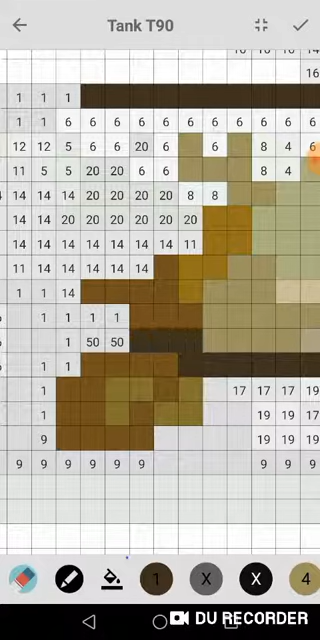 Tank T90
16 16 16 14
16
1 1 1
1 1 6 6 6 6 6 6 6 6 6 6 6
12 12 5 6 6 20 6 6 8 4 6
11 5 5 20 20 6 6 8 4
14 14 14 20 20 20 20 8 8
14 14 20 20 20 20 20 20
14 14 14 14 14 14 14 11
11 14 14 14 14 14
1 1 14
1 1 1 1
1 50 50
1 1
1 17 17 17 19
1 19 19 17
9 19 19 19
9 9 9 9 9 9 9 9 9
1 X X 4
DU RECORDER